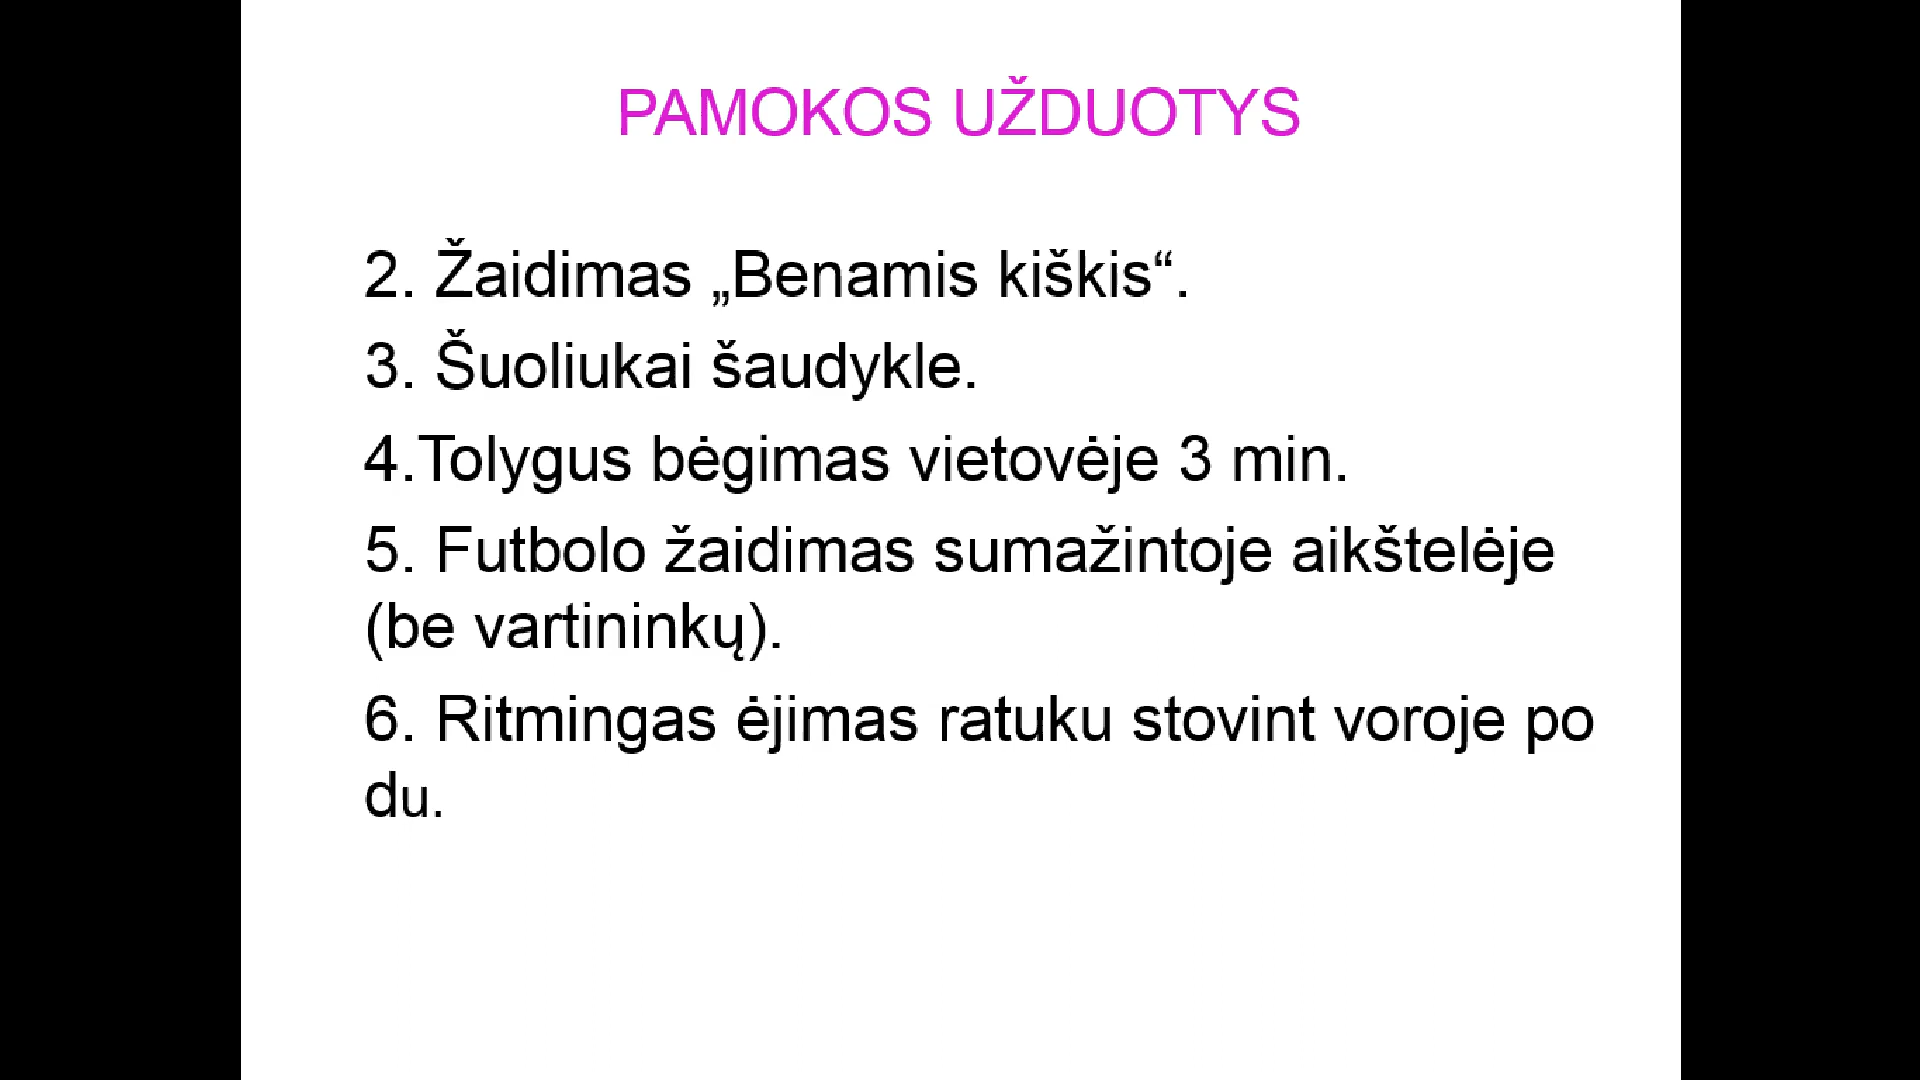 PAMOKOS UŽDUOTYS
2. Žaidimas „Benamis kiškis“.
3. Šuoliukai šaudykle.
4.Tolygus bėgimas vietovėje 3 min.
5. Futbolo žaidimas sumažintoje aikštelėje
(be vartininkų).
6. Ritmingas ėjimas ratuku stovint voroje po
du.